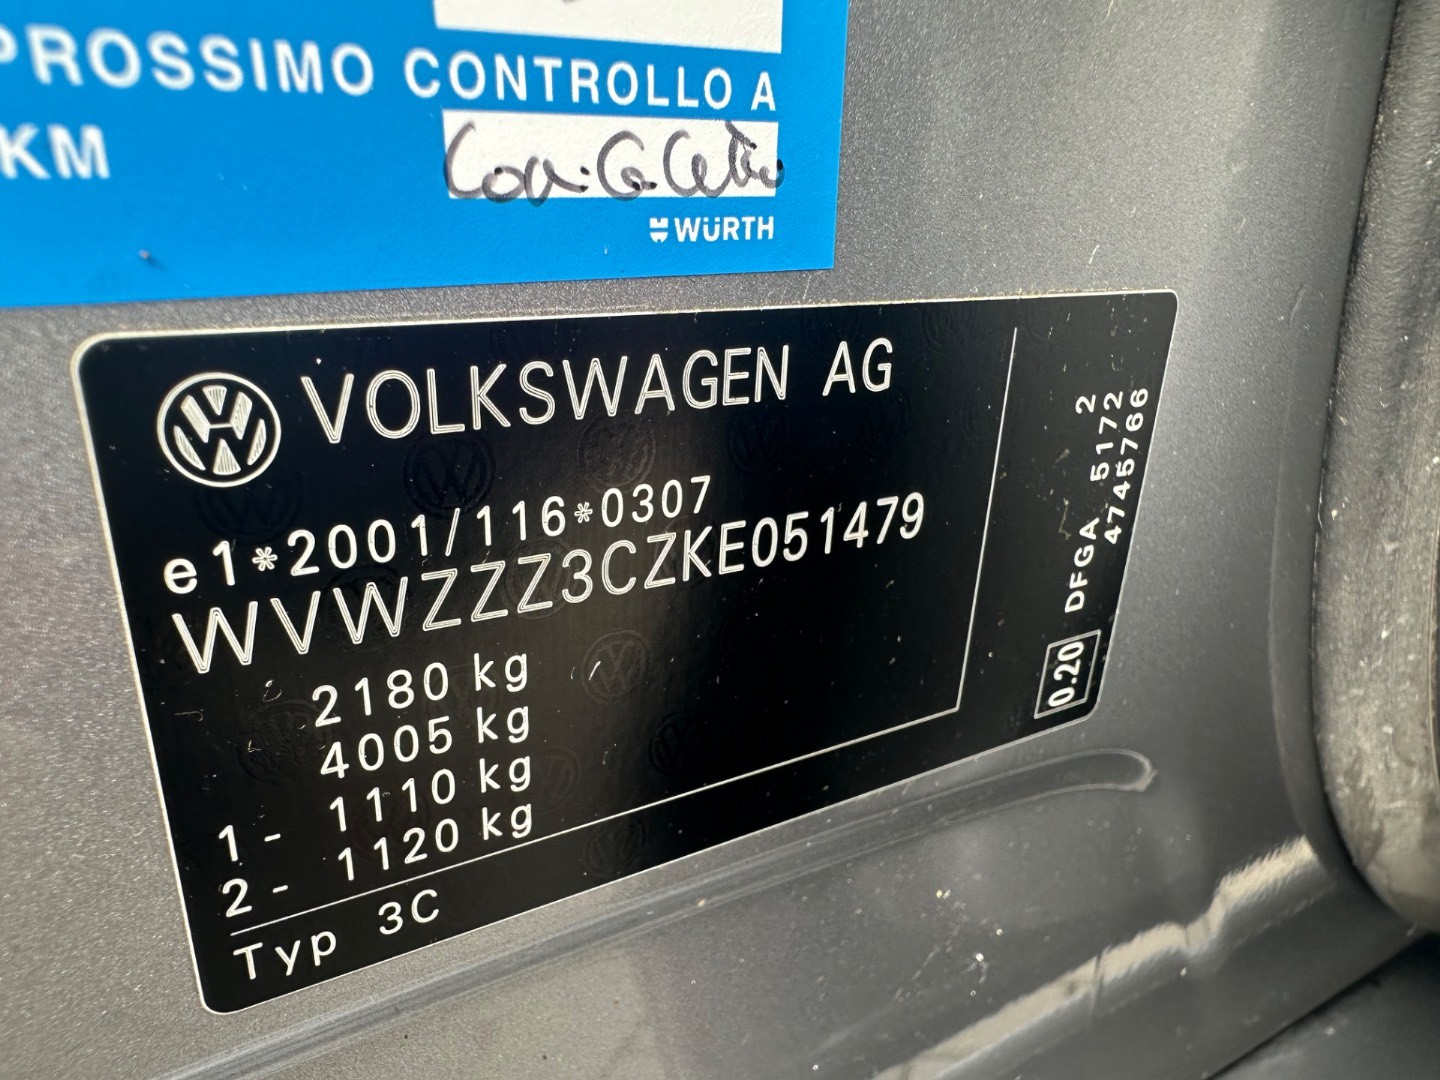 PROSSIMO CONTROLLO A
KM
WÜRTH
VOLKSWAGEN AG
e1*2001/116*0307
WVWZZZ3CZKE051479
2180 kg
4005 kg
1- 1110 kg
2- 1120 kg
Typ 3C
0.20 DFGA 5172
4745766